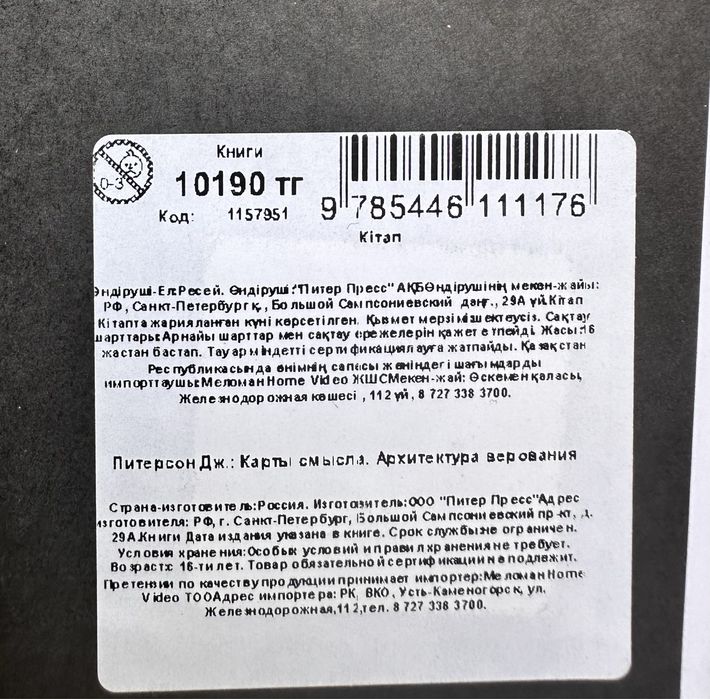 Книги
0-3
10190 тг
Код: 1157951
9 785446 111176
Кітап
Өндіруші-Ел:Ресей. Өндіруші:"Питер Пресс" АҚБӨндірушінің мекен-жайы:
РФ, Санкт-Петербург қ., Большой Сампсониевский даңғ., 29А үй.Кітап
Кітапта жарияланған күні көрсетілген. Қызмет мерзімі шектеусіз. Сақтау
шарттары:Арнайы шарттар мен сақтау ережелерін қажет етпейді. Жасы:16
жастан бастап. Тауар міндетті сертификациялауға жатпайды. Қазақстан
Республикасында өнімнің сапасы жөніндегі шағымдарды
импорттаушы:Меломан Home Video ЖШСМекен-жай: Өскемен қаласы,
Железнодорожная көшесі , 112 үй, 8 727 338 3700.
Питерсон Дж.: Карты смысла. Архитектура верования
Страна-изготовитель:Россия. Изготовитель:ООО "Питер Пресс"Адрес
изготовителя: РФ, г. Санкт-Петербург, Большой Сампсониевский пр-кт, д.
29А.Книги Дата издания указана в книге. Срок службы:не ограничен.
Условия хранения:Особых условий и правил хранения не требует.
Возраст:с 16-ти лет. Товар обязательной сертификации не подлежит.
Претензии по качеству продукции принимает импортер:Меломан Home
Video ТООАдрес импортера: РК, ВКО, Усть-Каменогорск, ул.
Железнодорожная,112,тел. 8 727 338 3700.